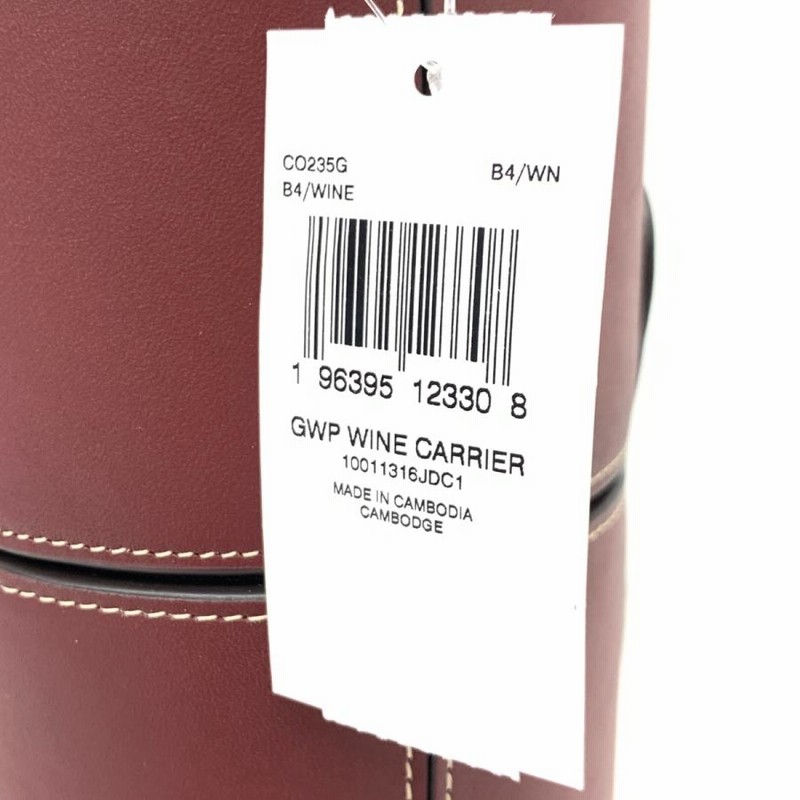 CO235G B4/WN
B4/WINE
1 96395 12330 8
GWP WINE CARRIER
10011316JDC1
MADE IN CAMBODIA
CAMBODGE